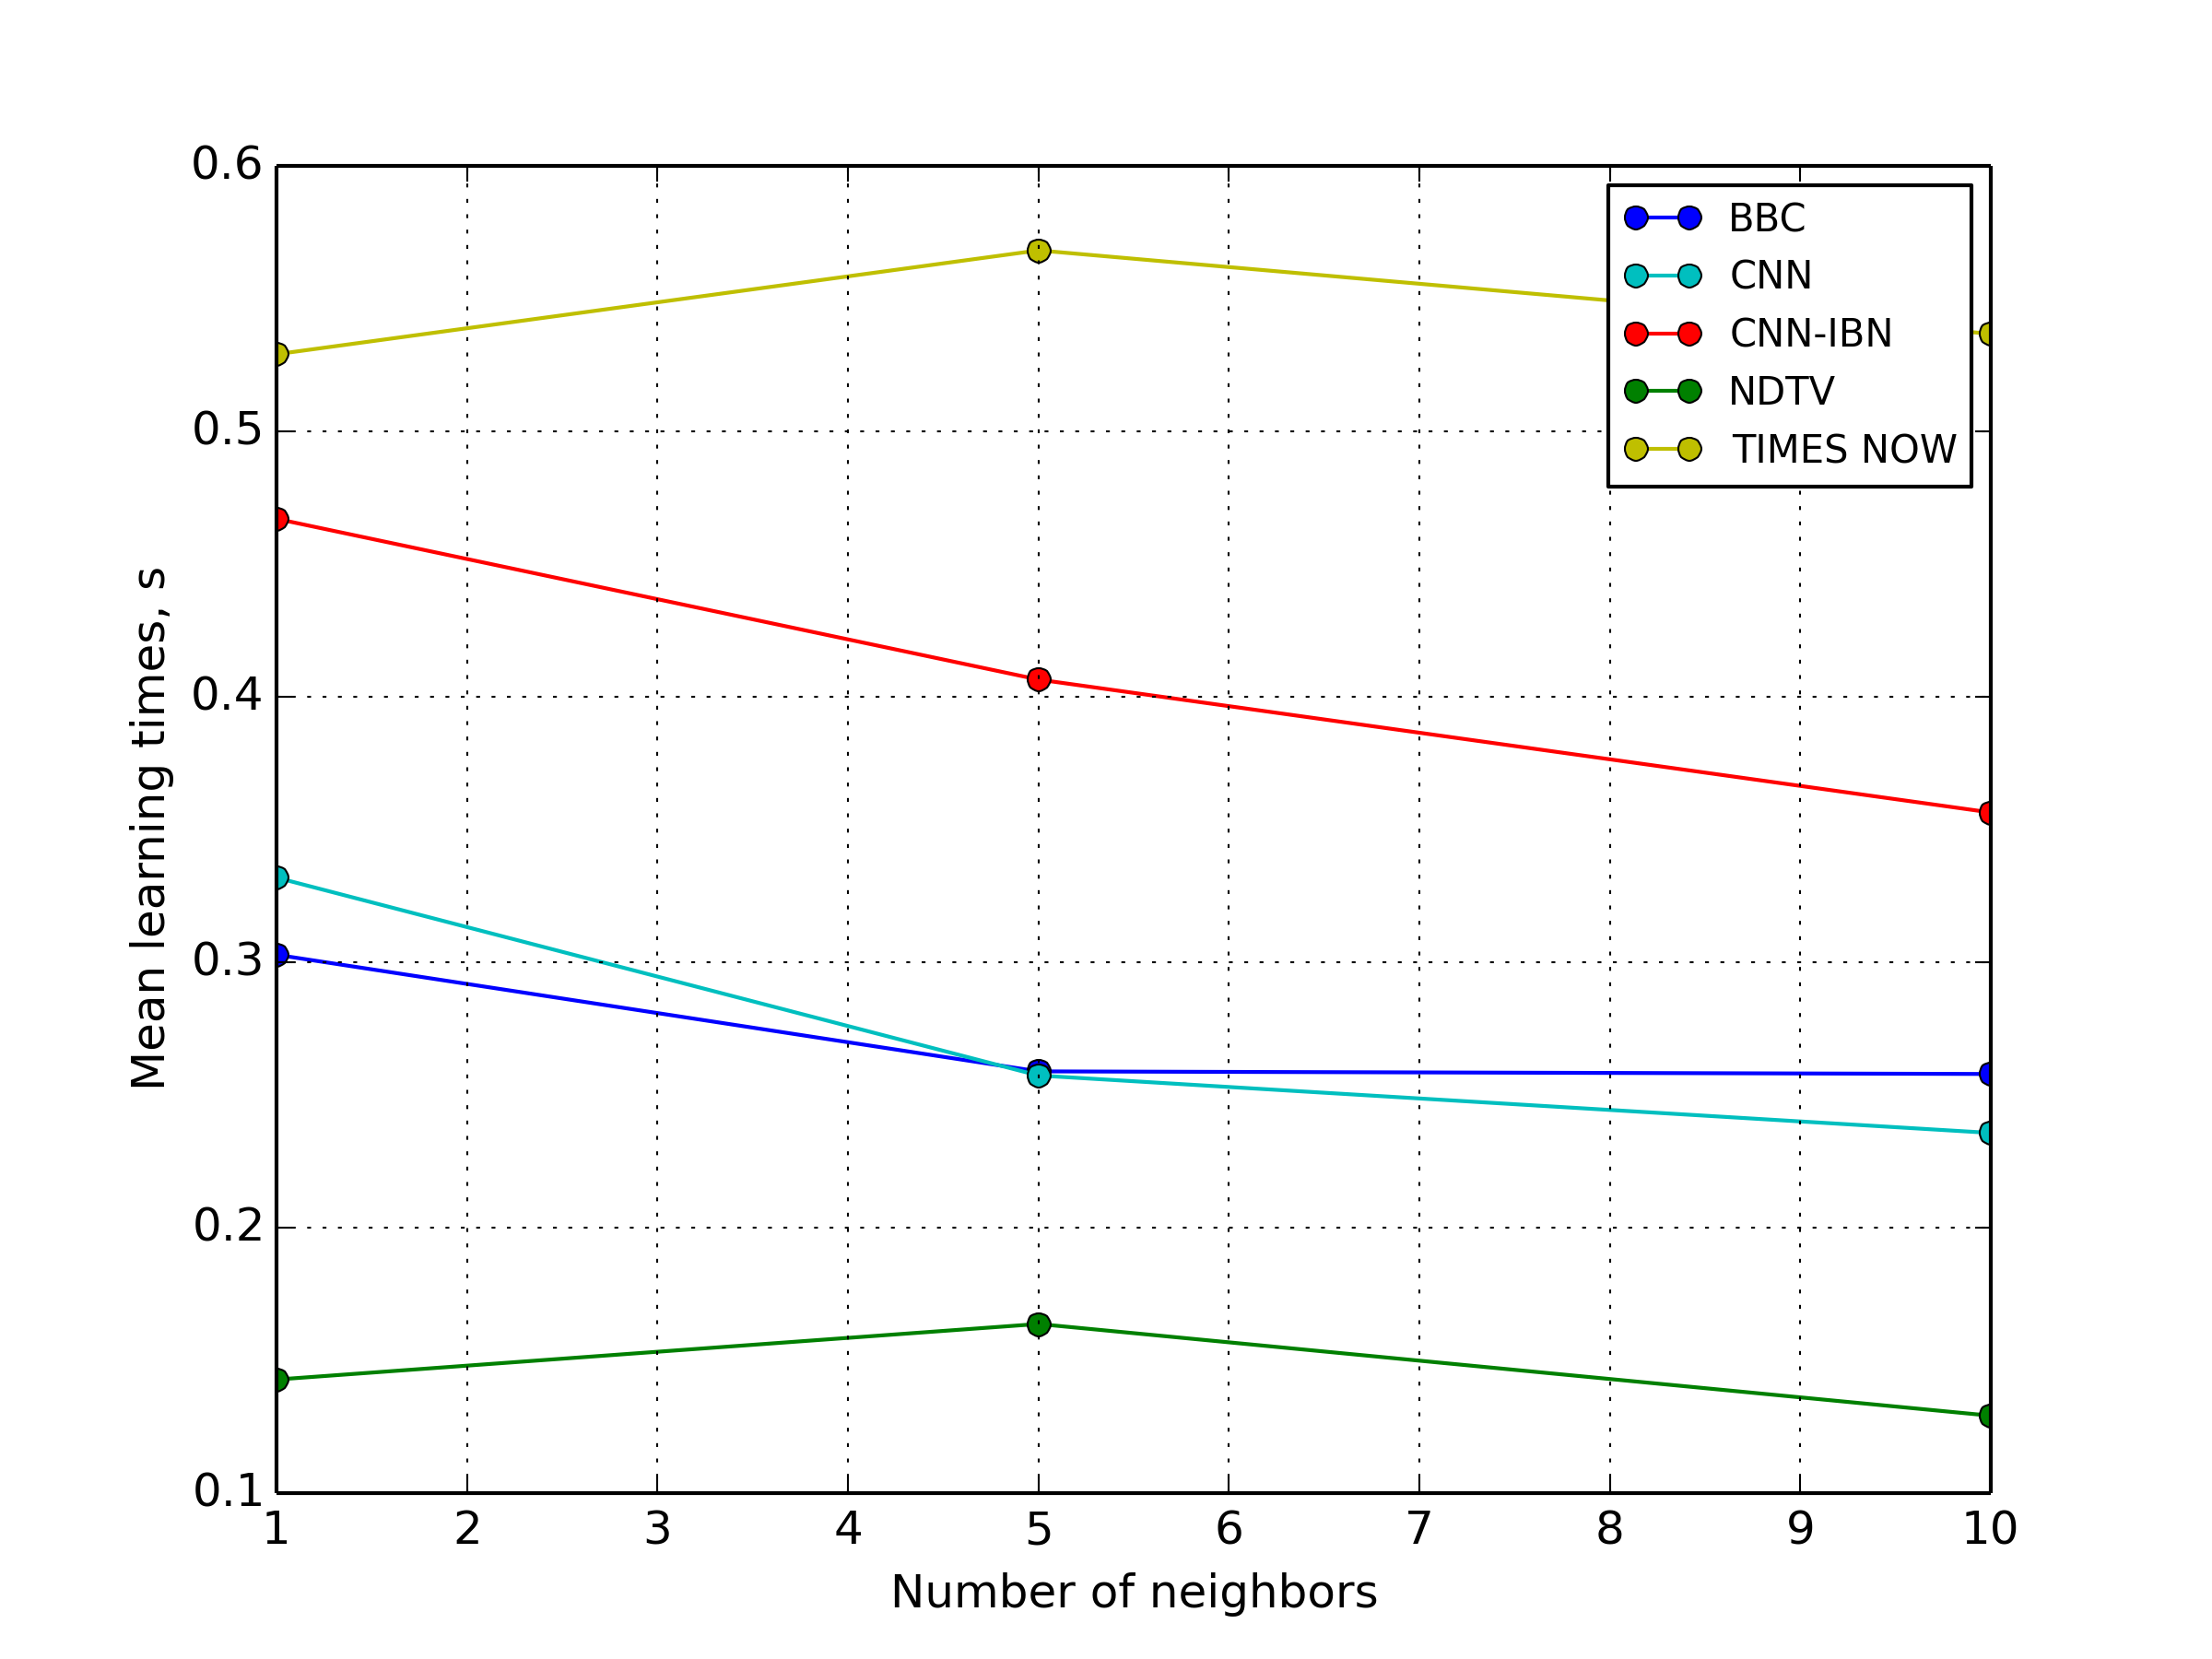 0.6
0.5
0.4
0.3
0.2
0.1
Mean learning times, s
BBC
CNN
CNN-IBN
NDTV
TIMES NOW
1 2 3 4 5 6 7 8 9 10
Number of neighbors